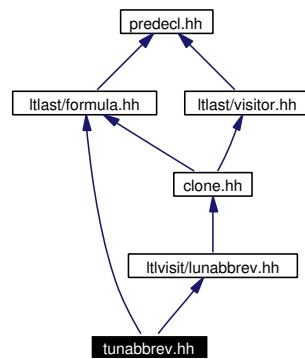 predecl.hh
ltlast/formula.hh
ltlast/visitor.hh
clone.hh
ltlvisit/lunabbrev.hh
tunabbrev.hh